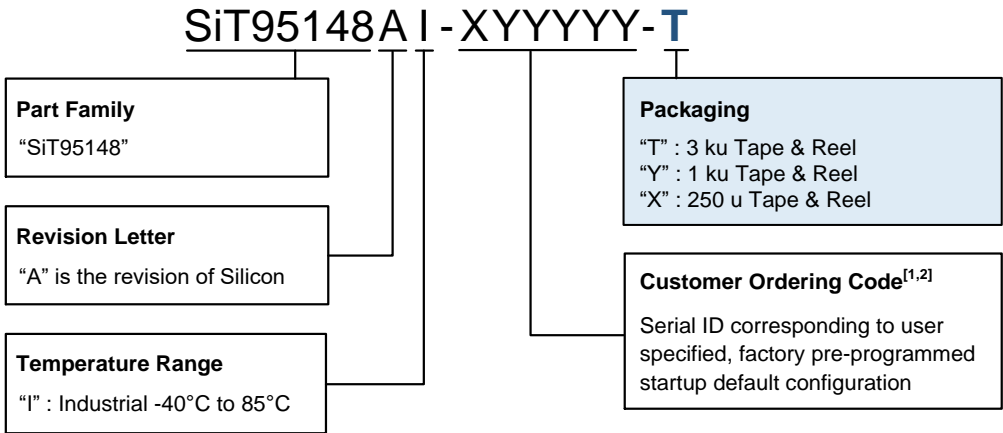 SiT95148AI-XYYYYY-T
Part Family
“SiT95148”
Revision Letter
“A” is the revision of Silicon
Temperature Range
“I” : Industrial -40°C to 85°C
Packaging
“T” : 3 ku Tape & Reel
“Y” : 1 ku Tape & Reel
“X” : 250 u Tape & Reel
Customer Ordering Code[1,2]
Serial ID corresponding to user
specified, factory pre-programmed
startup default configuration